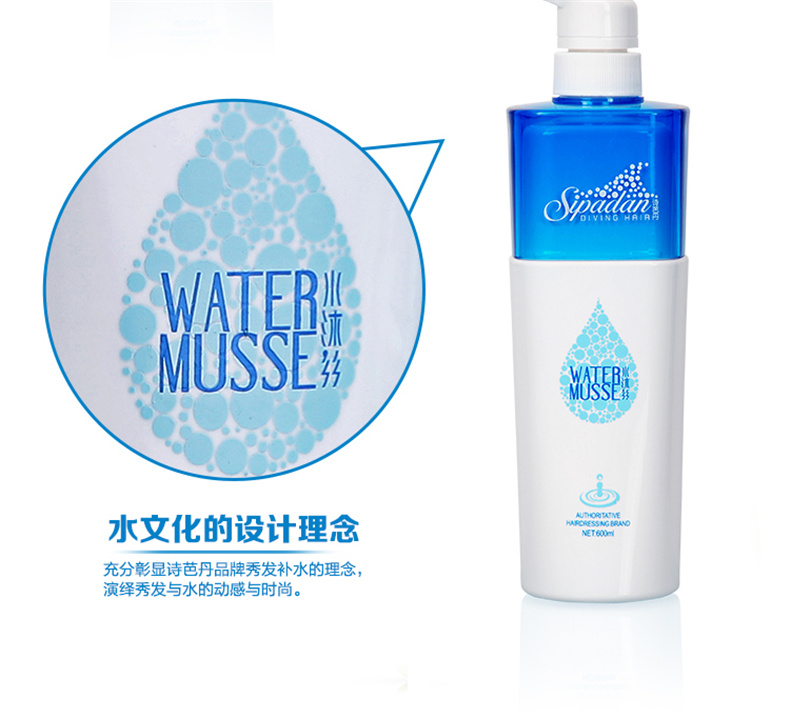 WATER
MUSSE
水沐丝
水文化的设计理念
充分彰显诗芭丹品牌秀发补水的理念，
演绎秀发与水的动感与时尚。
Sipadan
DIVING HAIR
WATER
MUSSE
水沐丝
AUTHORITATIVE
HAIRDRESSING BRAND
NET:600ml